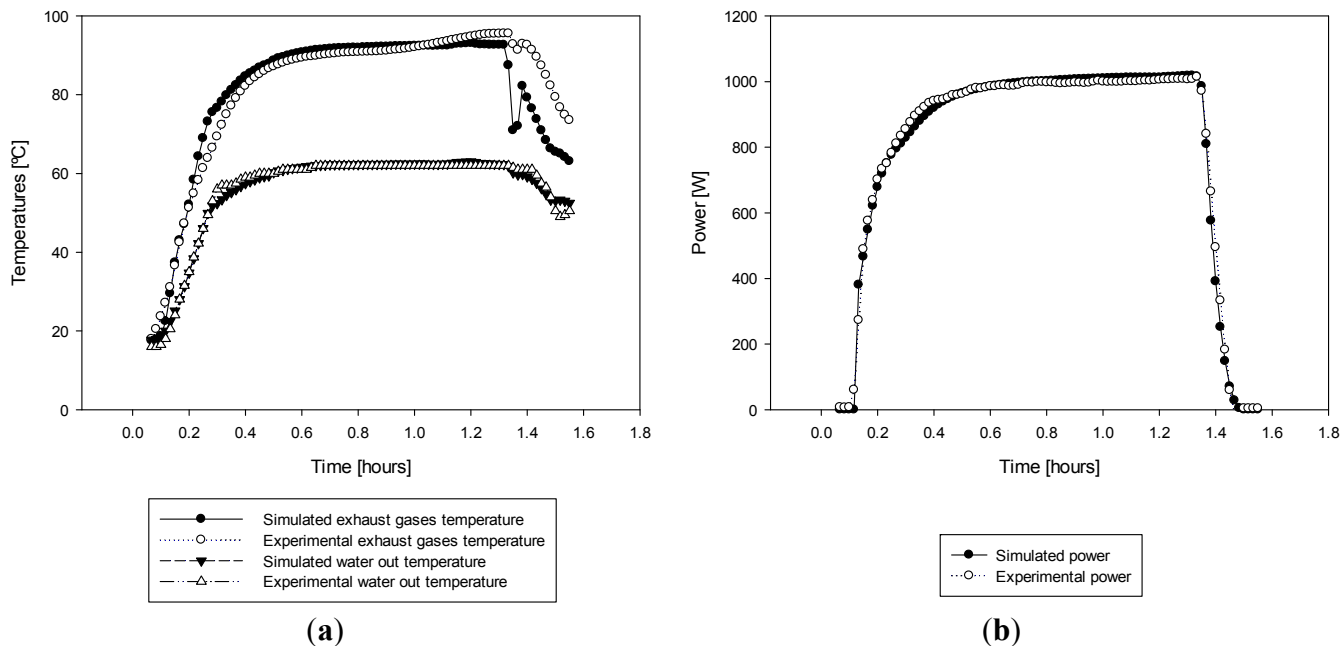 100
80
60
40
20
0
Temperatures [ºC]
0.0 0.2 0.4 0.6 0.8 1.0 1.2 1.4 1.6 1.8
Time [hours]
Simulated exhaust gases temperature
Experimental exhaust gases temperature
Simulated water out temperature
Experimental water out temperature
(a)
1200
1000
800
600
400
200
0
Power [W]
0.0 0.2 0.4 0.6 0.8 1.0 1.2 1.4 1.6 1.8
Time [hours]
Simulated power
Experimental power
(b)